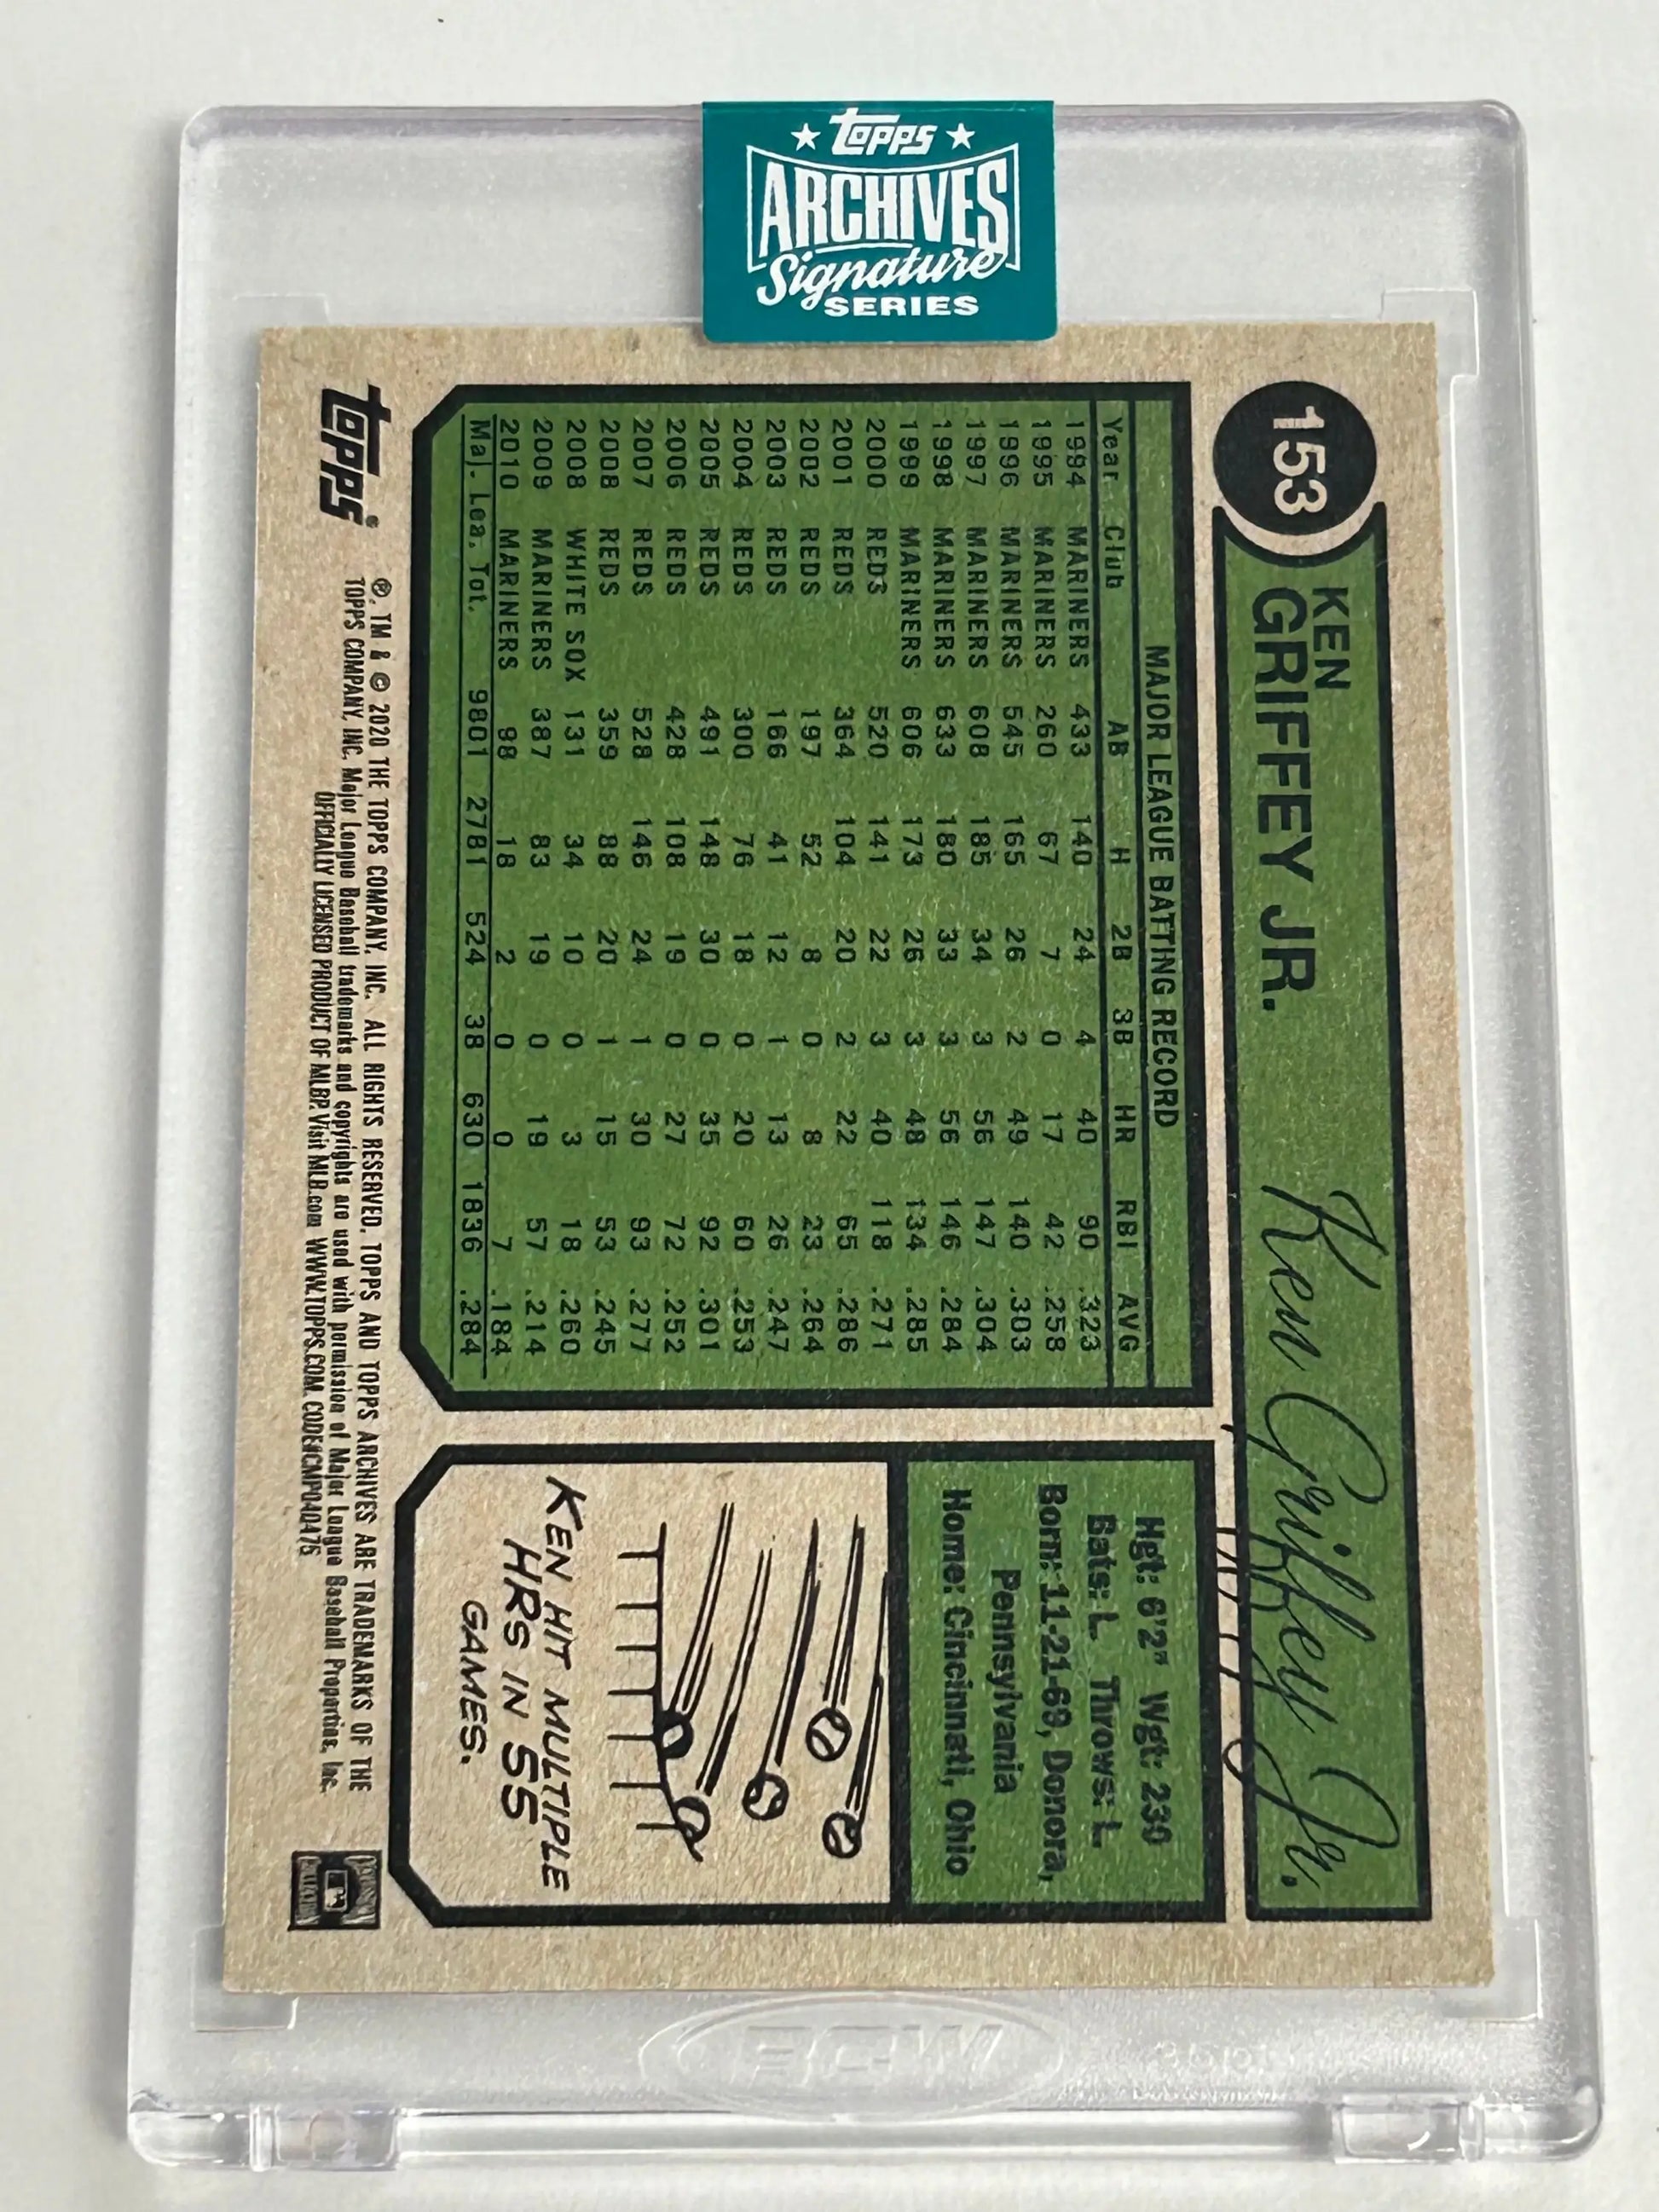 topps
ARCHIVES
Signature
SERIES
153
KEN
GRIFFEY JR.
Ken Griffey Jr.
MAJOR LEAGUE BATTING RECORD
Year Club AB H 2B 3B HR RBI AVG
1994 MARINERS 433 140 24 4 40 90 .323
1995 MARINERS 260 67 7 0 17 42 .258
1996 MARINERS 545 165 26 2 49 140 .303
1997 MARINERS 608 185 34 3 56 147 .304
1998 MARINERS 633 180 33 3 56 146 .284
1999 MARINERS 606 173 26 3 48 134 .285
2000 REDS 520 141 22 3 40 118 .271
2001 REDS 364 104 20 2 22 65 .286
2002 REDS 197 52 8 0 8 23 .264
2003 REDS 166 41 12 1 13 26 .247
2004 REDS 300 76 18 0 20 60 .253
2005 REDS 491 148 30 0 35 92 .301
2006 REDS 428 108 19 0 27 72 .252
2007 REDS 528 146 24 1 30 93 .277
2008 REDS 359 88 20 1 15 53 .245
2008 WHITE SOX 131 34 10 0 3 18 .260
2009 MARINERS 387 83 19 0 19 57 .214
2010 MARINERS 98 18 2 0 0 7 .184
Maj. Lea. Tot. 9801 2781 524 38 630 1836 .284
Hgt: 6'2" Wgt: 230
Bats: L Throws: L
Born: 11-21-69, Donora,
Pennsylvania
Home: Cincinnati, Ohio
KEN HIT MULTIPLE
HRS IN 55
GAMES.
topps®
®, TM & © 2020 THE TOPPS COMPANY, INC. ALL RIGHTS RESERVED. TOPPS AND TOPPS ARCHIVES ARE TRADEMARKS OF THE
TOPPS COMPANY, INC. Major League Baseball trademarks and copyrights are used with permission of Major League Baseball Properties, Inc.
OFFICIALLY LICENSED PRODUCT OF MLBP. Visit MLB.com WWW.TOPPS.COM. CODE#CMP040476
BCW